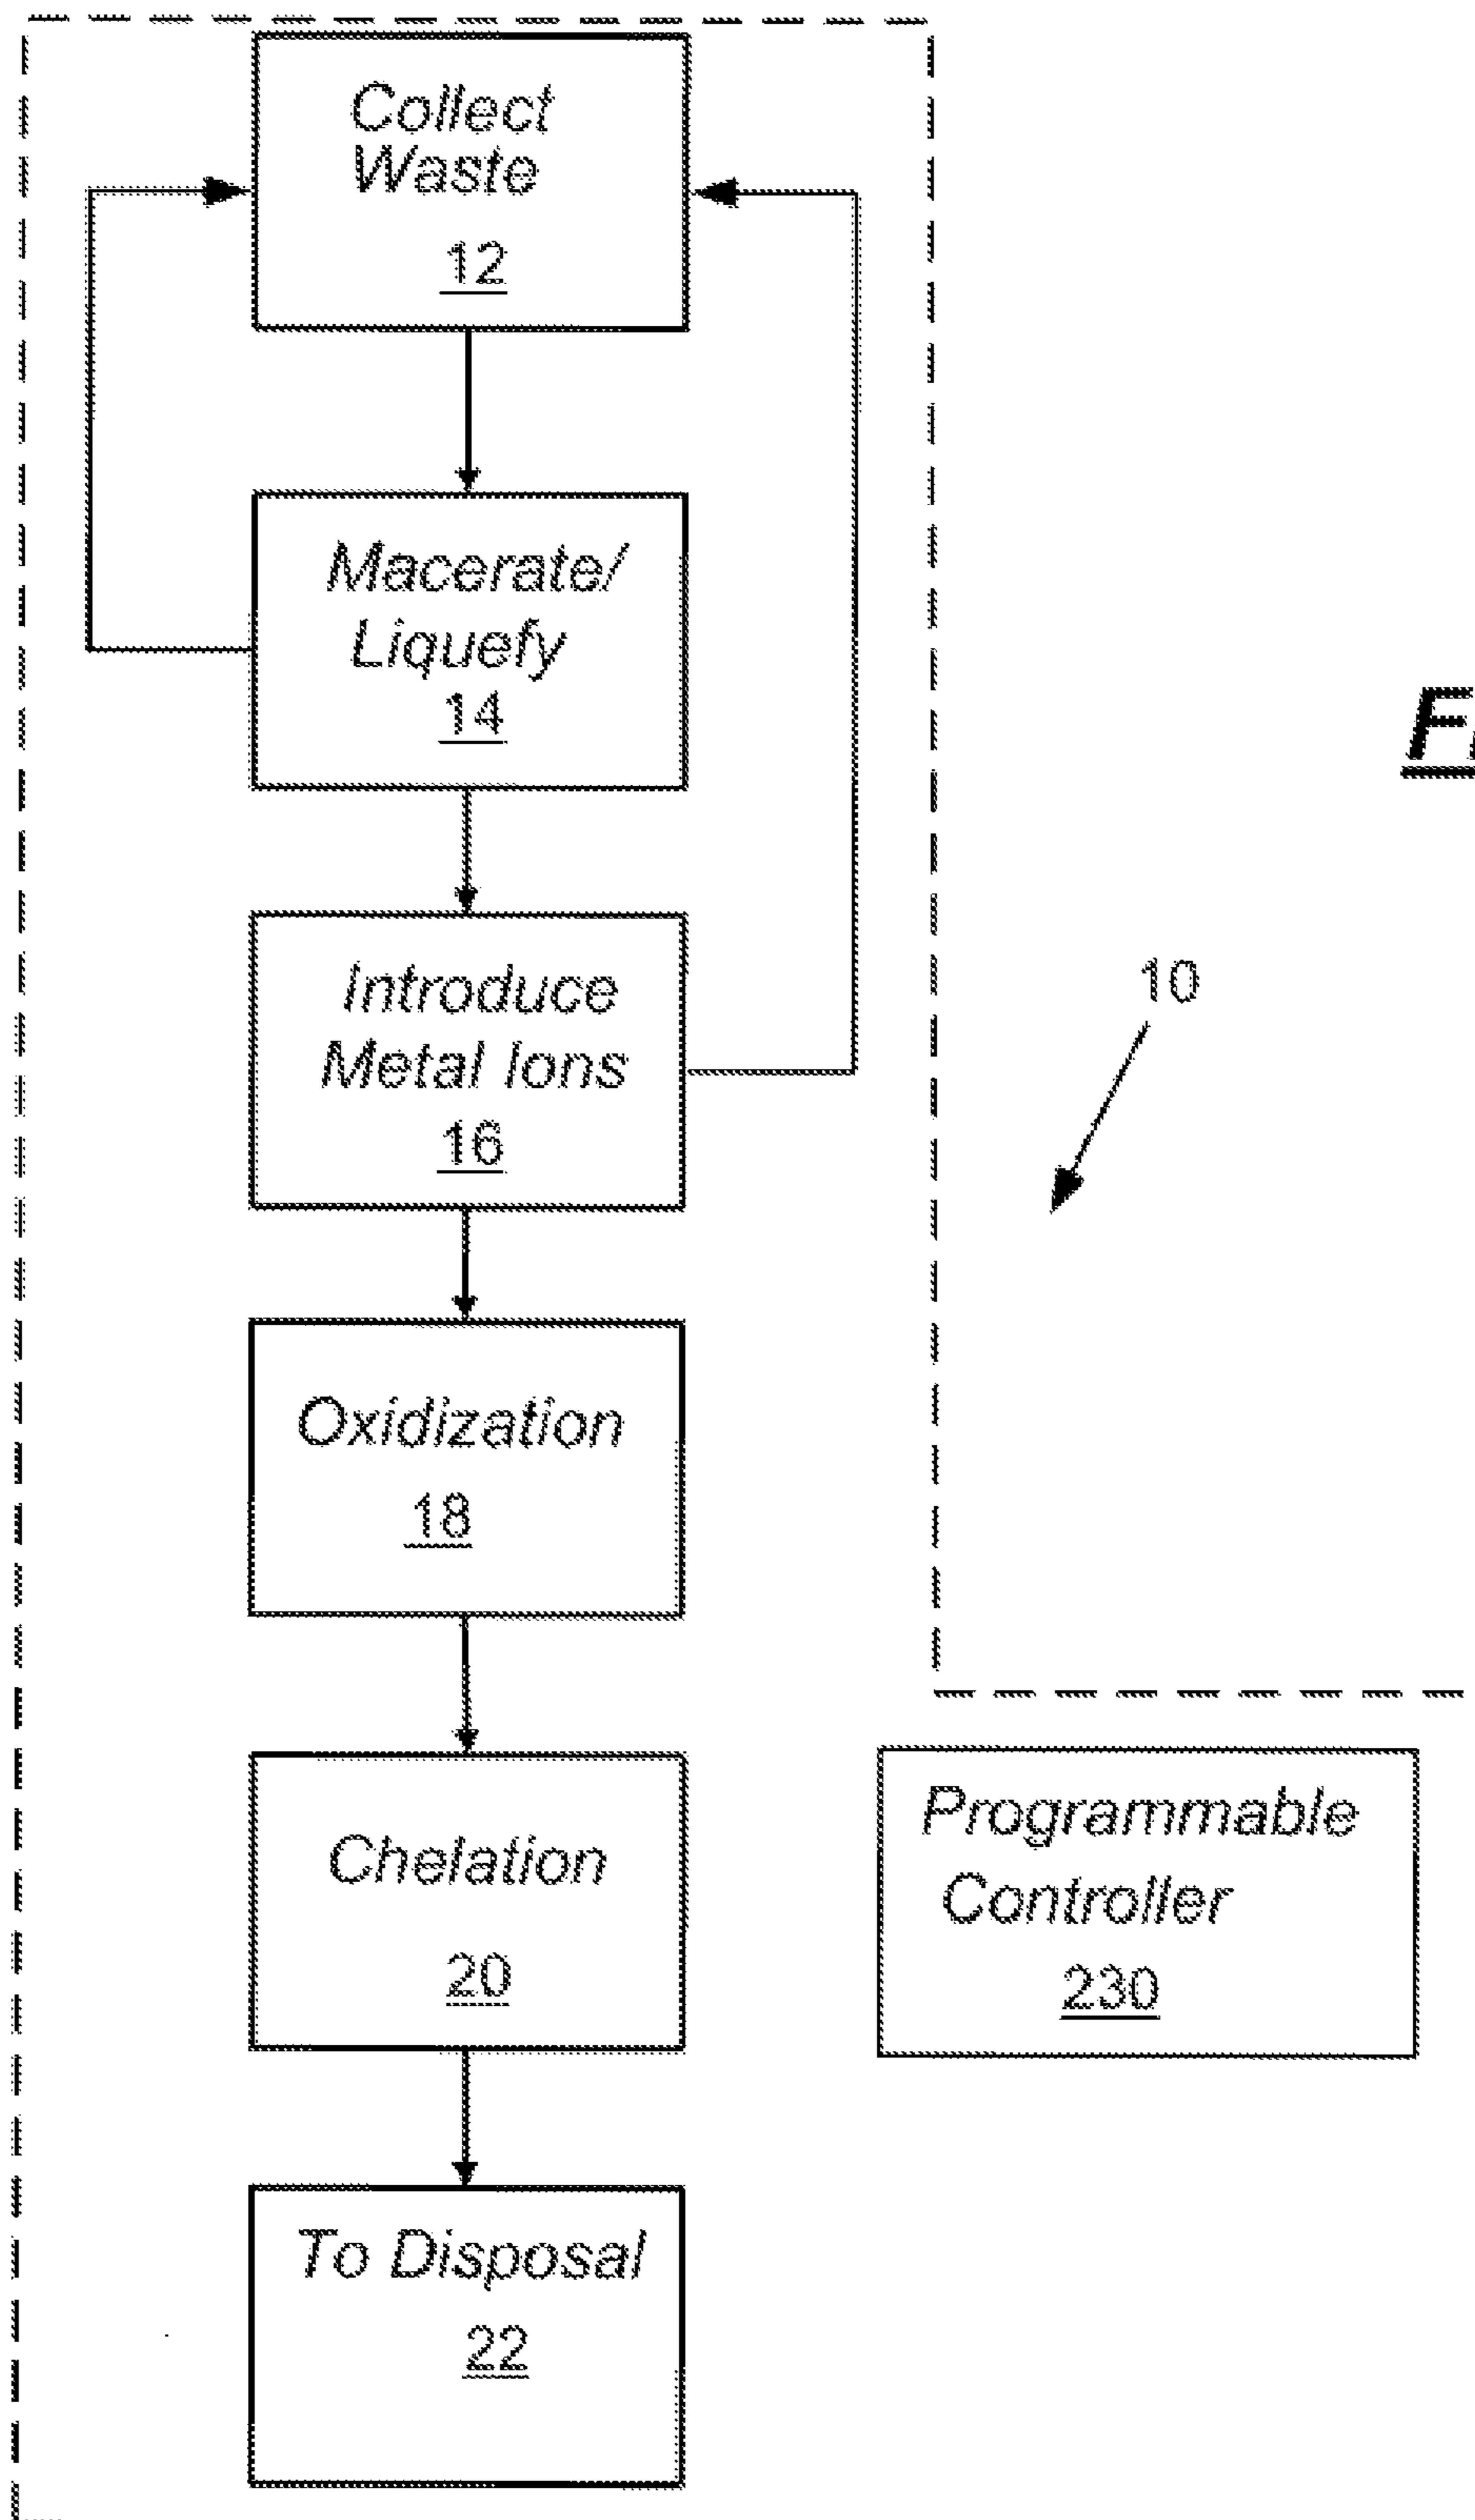 Collect
Waste
12
Macerate/
Liquefy
14
Introduce
Metal Ions
16
10
Oxidization
18
Chelation
20
Programmable
Controller
230
To Disposal
22